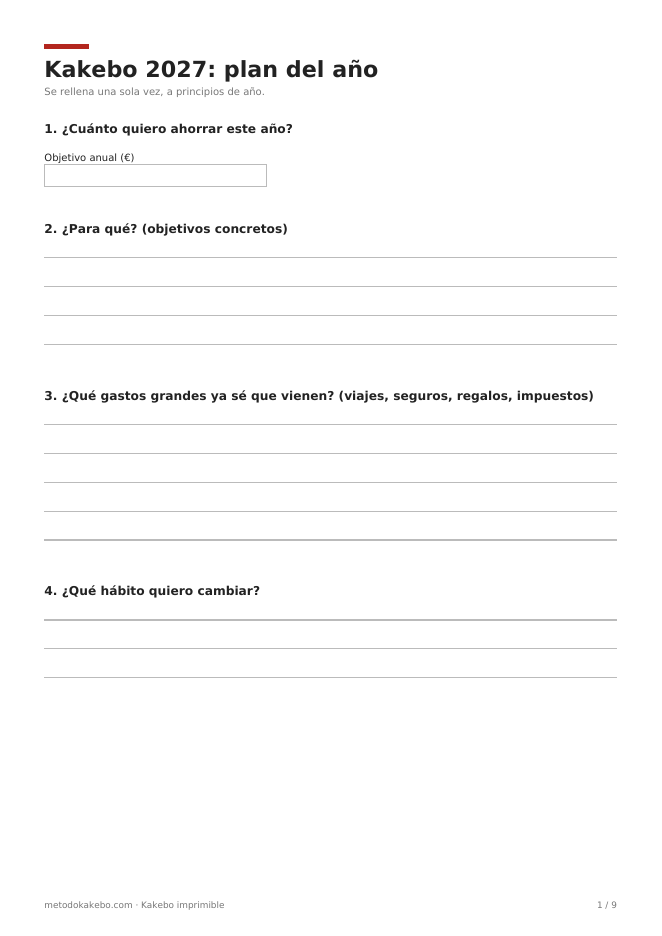 Kakebo 2027: plan del año
Se rellena una sola vez, a principios de año.
1. ¿Cuánto quiero ahorrar este año?
Objetivo anual (€)
2. ¿Para qué? (objetivos concretos)
3. ¿Qué gastos grandes ya sé que vienen? (viajes, seguros, regalos, impuestos)
4. ¿Qué hábito quiero cambiar?
metodokakebo.com · Kakebo imprimible
1 / 9